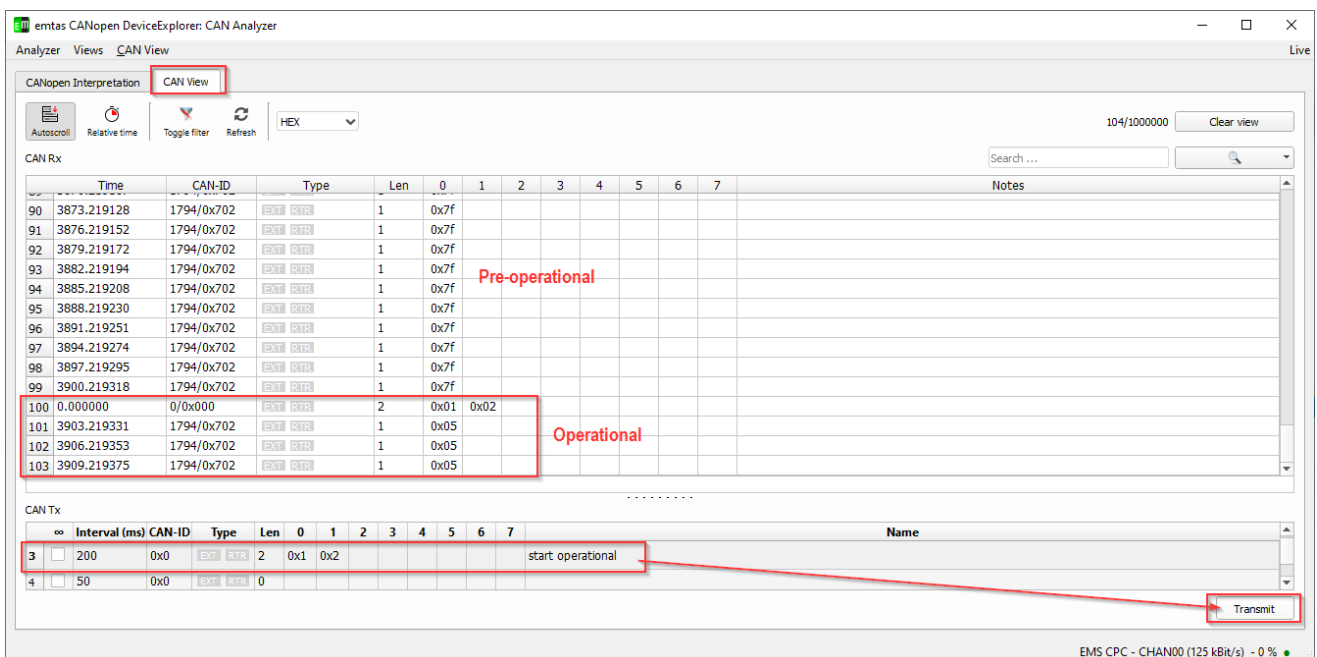 emtas CANopen DeviceExplorer: CAN Analyzer
Analyzer Views CAN View Live
CANopen Interpretation CAN View
Autoscroll Relative time Toggle filter Refresh HEX 104/1000000 Clear view
CAN Rx Search ...
Time CAN-ID Type Len 0 1 2 3 4 5 6 7 Notes
90 3873.219128 1794/0x702 EXT RTR 1 0x7f
91 3876.219152 1794/0x702 EXT RTR 1 0x7f
92 3879.219172 1794/0x702 EXT RTR 1 0x7f
93 3882.219194 1794/0x702 EXT RTR 1 0x7f
Pre-operational
94 3885.219208 1794/0x702 EXT RTR 1 0x7f
95 3888.219230 1794/0x702 EXT RTR 1 0x7f
96 3891.219251 1794/0x702 EXT RTR 1 0x7f
97 3894.219274 1794/0x702 EXT RTR 1 0x7f
98 3897.219295 1794/0x702 EXT RTR 1 0x7f
99 3900.219318 1794/0x702 EXT RTR 1 0x7f
100 0.000000 0/0x000 EXT RTR 2 0x01 0x02
101 3903.219331 1794/0x702 EXT RTR 1 0x05
Operational
102 3906.219353 1794/0x702 EXT RTR 1 0x05
103 3909.219375 1794/0x702 EXT RTR 1 0x05
CAN Tx
∞ Interval (ms) CAN-ID Type Len 0 1 2 3 4 5 6 7 Name
3 200 0x0 EXT RTR 2 0x1 0x2 start operational
4 50 0x0 EXT RTR 0
Transmit
EMS CPC - CHAN00 (125 kBit/s) - 0 %